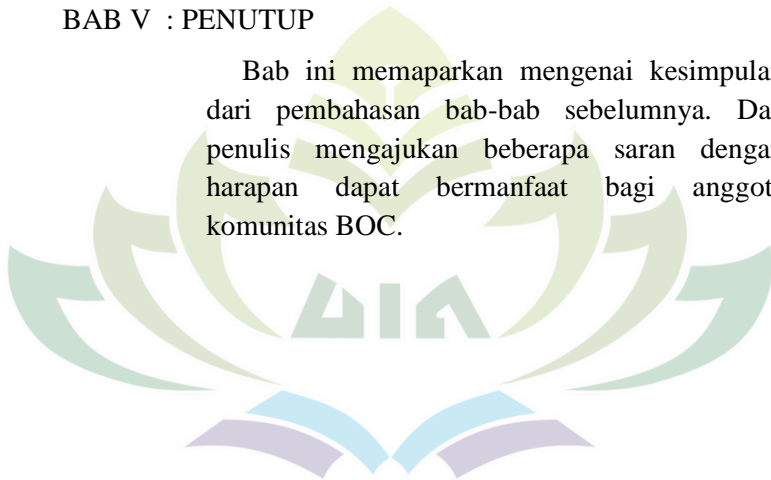 BAB V : PENUTUP
Bab ini memaparkan mengenai kesimpula
dari pembahasan bab-bab sebelumnya. Da
penulis mengajukan beberapa saran denga
harapan dapat bermanfaat bagi anggot
komunitas BOC.
UIN